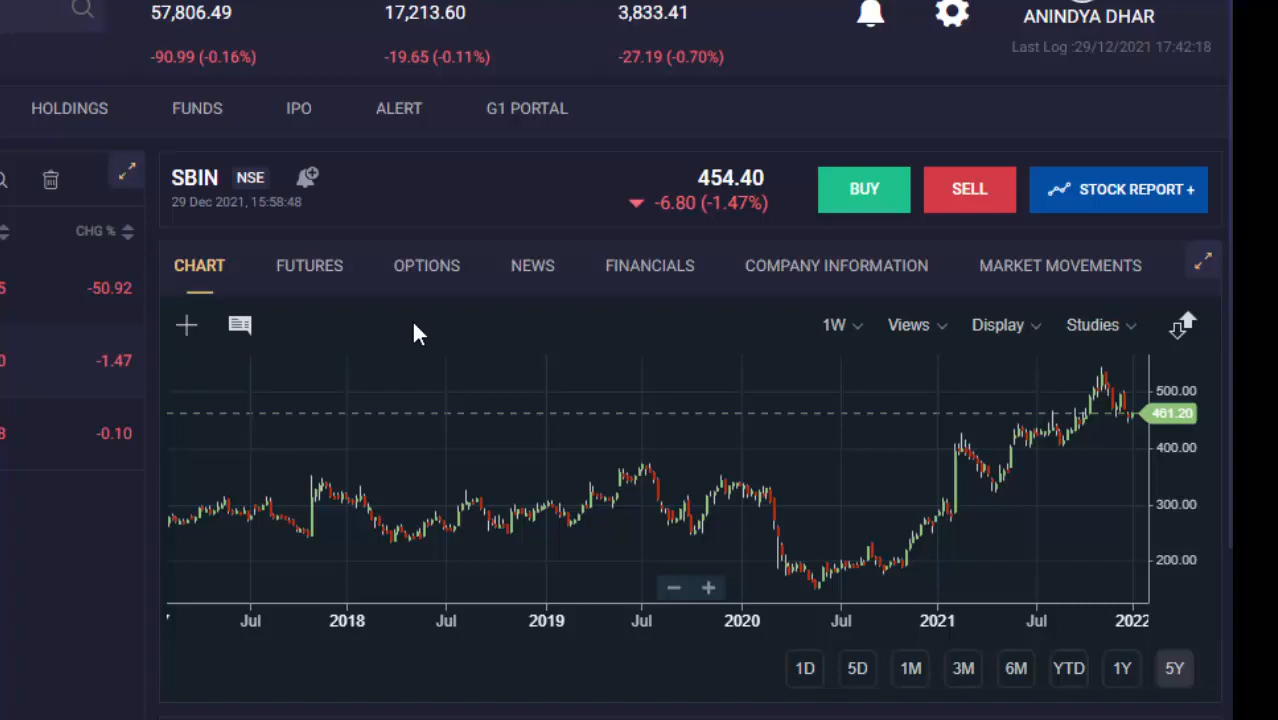 57,806.49 17,213.60 3,833.41 ANINDYA DHAR
-90.99 (-0.16%) -19.65 (-0.11%) -27.19 (-0.70%) Last Log :29/12/2021 17:42:18
HOLDINGS FUNDS IPO ALERT G1 PORTAL
SBIN NSE 454.40 BUY SELL STOCK REPORT +
29 Dec 2021, 15:58:48 -6.80 (-1.47%)
CHG %
CHART FUTURES OPTIONS NEWS FINANCIALS COMPANY INFORMATION MARKET MOVEMENTS
5 -50.92
1W Views Display Studies
0 -1.47
8 -0.10
500.00
461.20
400.00
300.00
200.00
Jul 2018 Jul 2019 Jul 2020 Jul 2021 Jul 2022
1D 5D 1M 3M 6M YTD 1Y 5Y